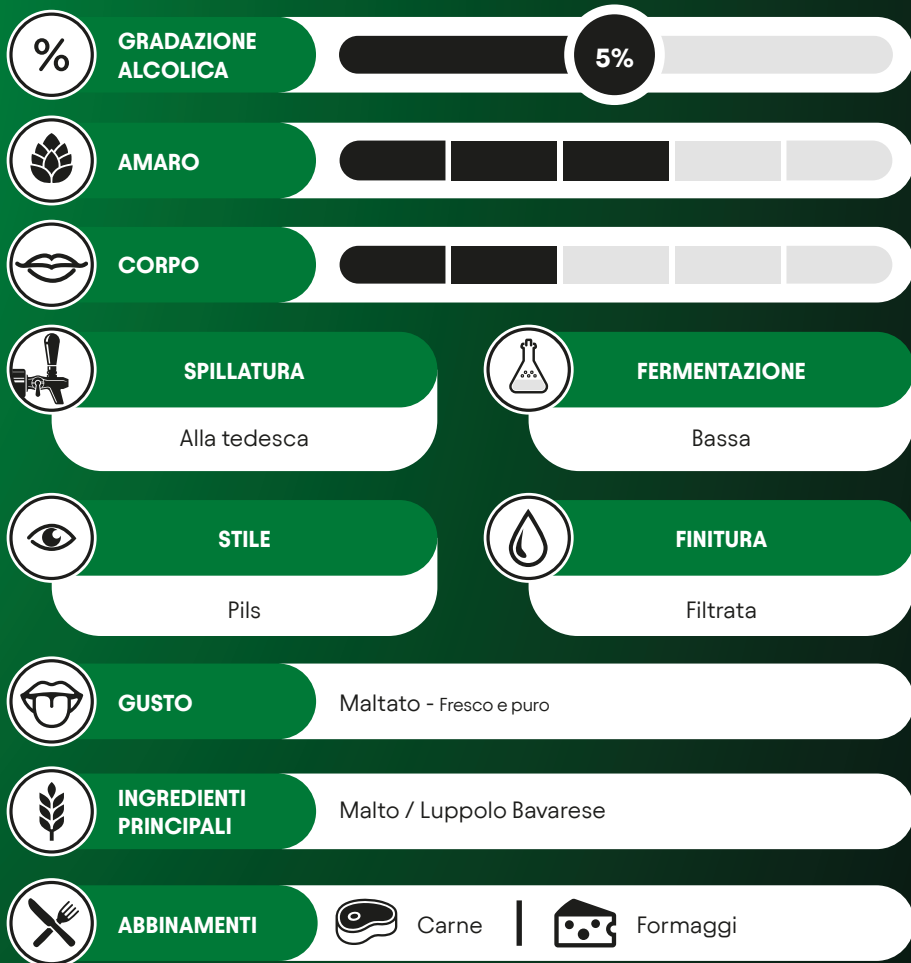 %
GRADAZIONE
ALCOLICA
5%
AMARO
CORPO
SPILLATURA
Alla tedesca
FERMENTAZIONE
Bassa
STILE
Pils
FINITURA
Filtrata
GUSTO
Maltato - Fresco e puro
INGREDIENTI
PRINCIPALI
Malto / Luppolo Bavarese
ABBINAMENTI
Carne | Formaggi